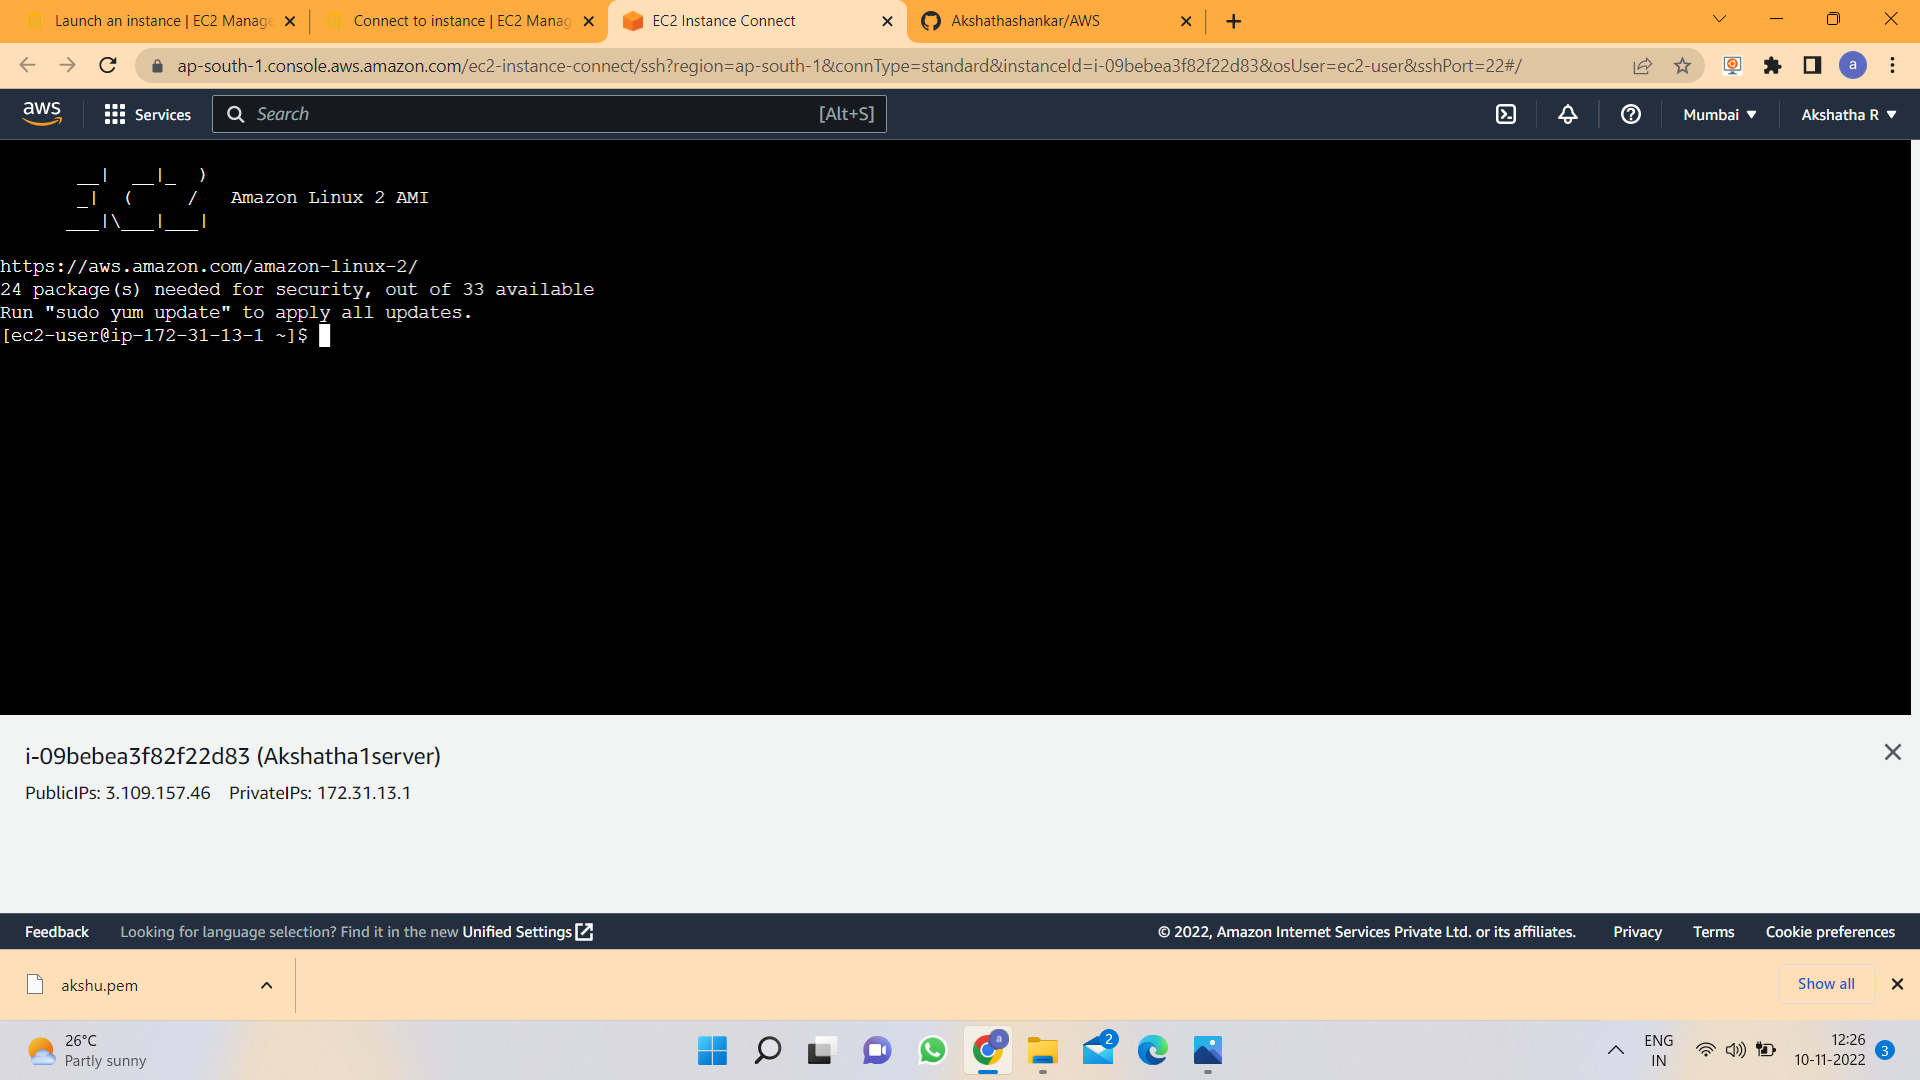 Launch an instance | EC2 Manage
Connect to instance | EC2 Manag
EC2 Instance Connect
Akshathashankar/AWS
ap-south-1.console.aws.amazon.com/ec2-instance-connect/ssh?region=ap-south-1&connType=standard&instanceId=i-09bebea3f82f22d83&osUser=ec2-user&sshPort=22#/
a
aws
Services
Search
[Alt+S]
Mumbai ▼
Akshatha R ▼
       __|  __|_  )
       _|  (     /   Amazon Linux 2 AMI
      ___|\___|___|
https://aws.amazon.com/amazon-linux-2/
24 package(s) needed for security, out of 33 available
Run "sudo yum update" to apply all updates.
[ec2-user@ip-172-31-13-1 ~]$
i-09bebea3f82f22d83 (Akshatha1server)
PublicIPs: 3.109.157.46    PrivateIPs: 172.31.13.1
Feedback
Looking for language selection? Find it in the new Unified Settings
© 2022, Amazon Internet Services Private Ltd. or its affiliates.
Privacy
Terms
Cookie preferences
akshu.pem
Show all
26°C
Partly sunny
a
2
ENG
IN
12:26
10-11-2022
3